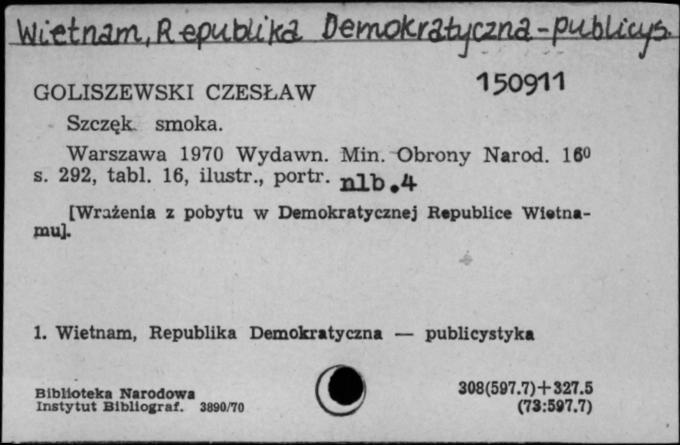 Wietnam, Republika Demokratyczna - publicys.
150911
GOLISZEWSKI CZESŁAW
Szczęk smoka.
Warszawa 1970 Wydawn. Min. Obrony Narod. 16⁰
s. 292, tabl. 16, ilustr., portr. nlb. 4
[Wrażenia z pobytu w Demokratycznej Republice Wietna-
mu].
1. Wietnam, Republika Demokratyczna — publicystyka
Biblioteka Narodowa
Instytut Bibliograf. 3890/70
308(597.7)+327.5
(73:597.7)